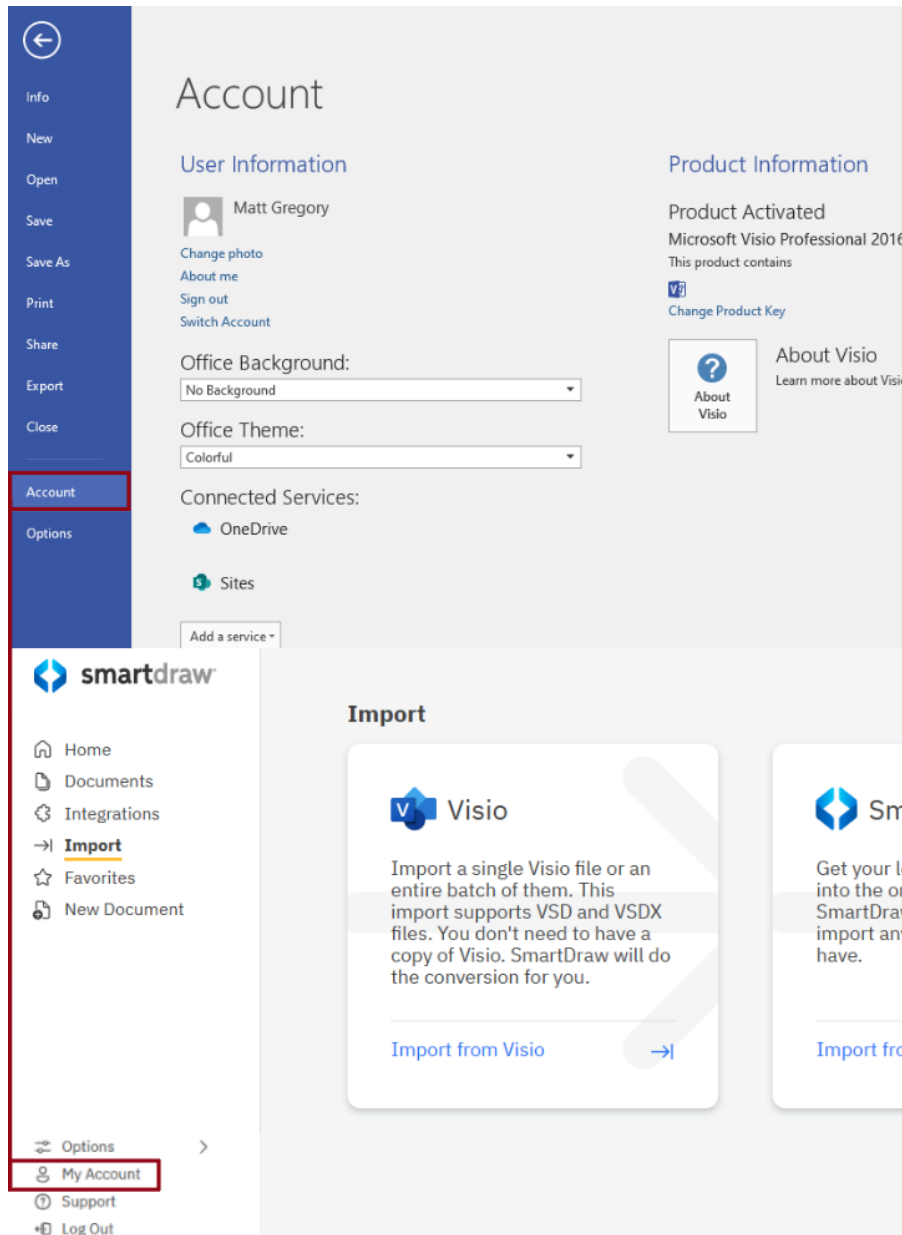 Account
Info
New
Open
Save
Save As
Print
Share
Export
Close
Account
Options
User Information
Matt Gregory
Change photo
About me
Sign out
Switch Account
Office Background:
No Background
Office Theme:
Colorful
Connected Services:
OneDrive
Sites
Add a service
Product Information
Product Activated
Microsoft Visio Professional 2016
This product contains
Change Product Key
About
Visio
About Visio
Learn more about
smartdraw
Home
Documents
Integrations
Import
Favorites
New Document
Options
My Account
Support
Log Out
Import
Visio
Import a single Visio file or an
entire batch of them. This
import supports VSD and VSDX
files. You don't need to have a
copy of Visio. SmartDraw will do
the conversion for you.
Import from Visio
Get your
into the
import
have.
Import